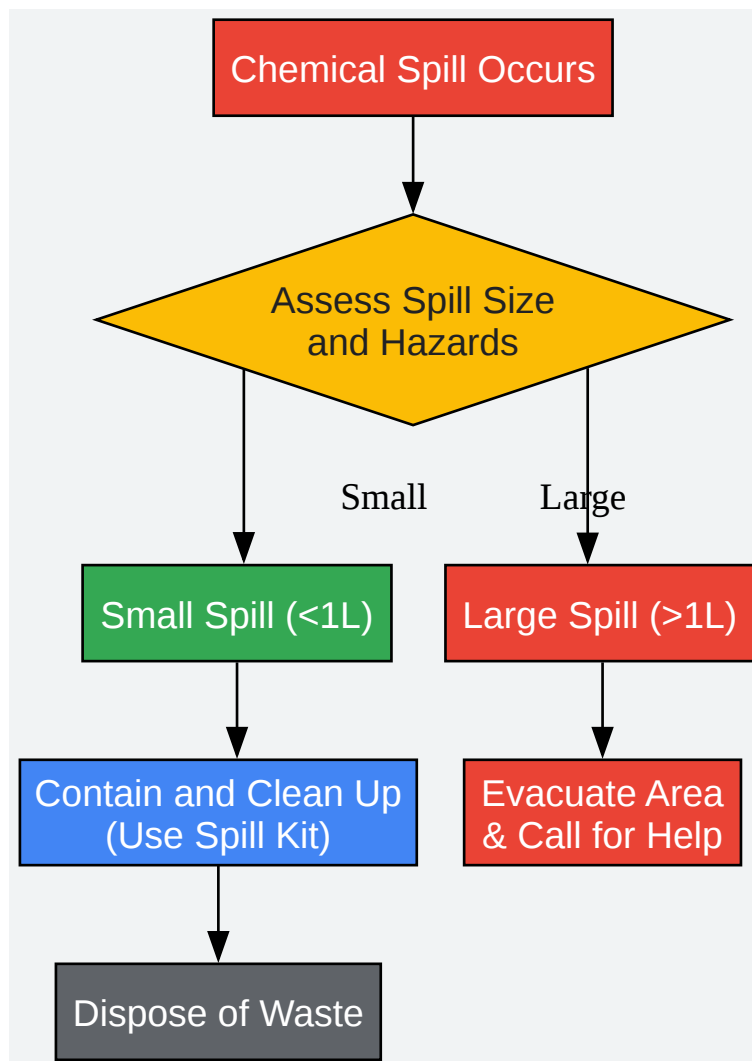 Chemical Spill Occurs
Assess Spill Size
and Hazards
Small
Large
Small Spill (<1L)
Large Spill (>1L)
Contain and Clean Up
(Use Spill Kit)
Evacuate Area
& Call for Help
Dispose of Waste